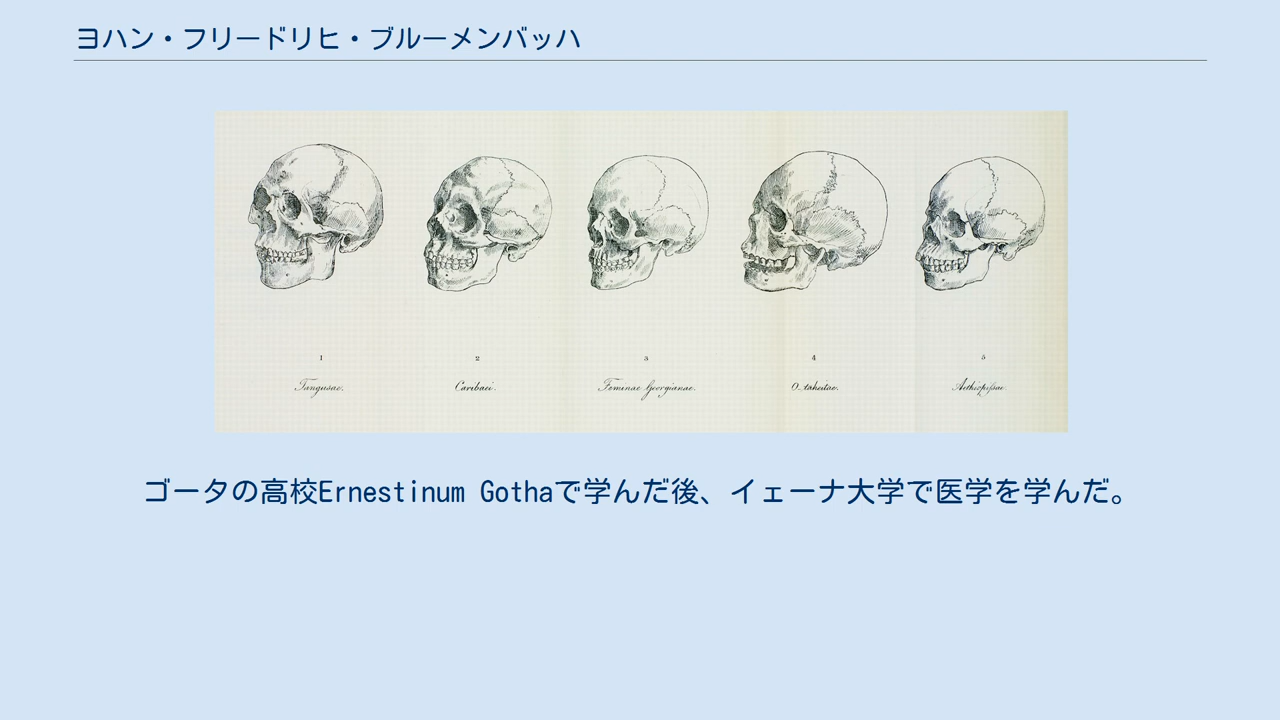 ヨハン・フリードリヒ・ブルーメンバッハ
1 2 3 4 5
Tungusae. Caribaei. Feminae Georgianae. O-taheitae. Aethiopissae
ゴータの高校Ernestinum Gothaで学んだ後、イェーナ大学で医学を学んだ。